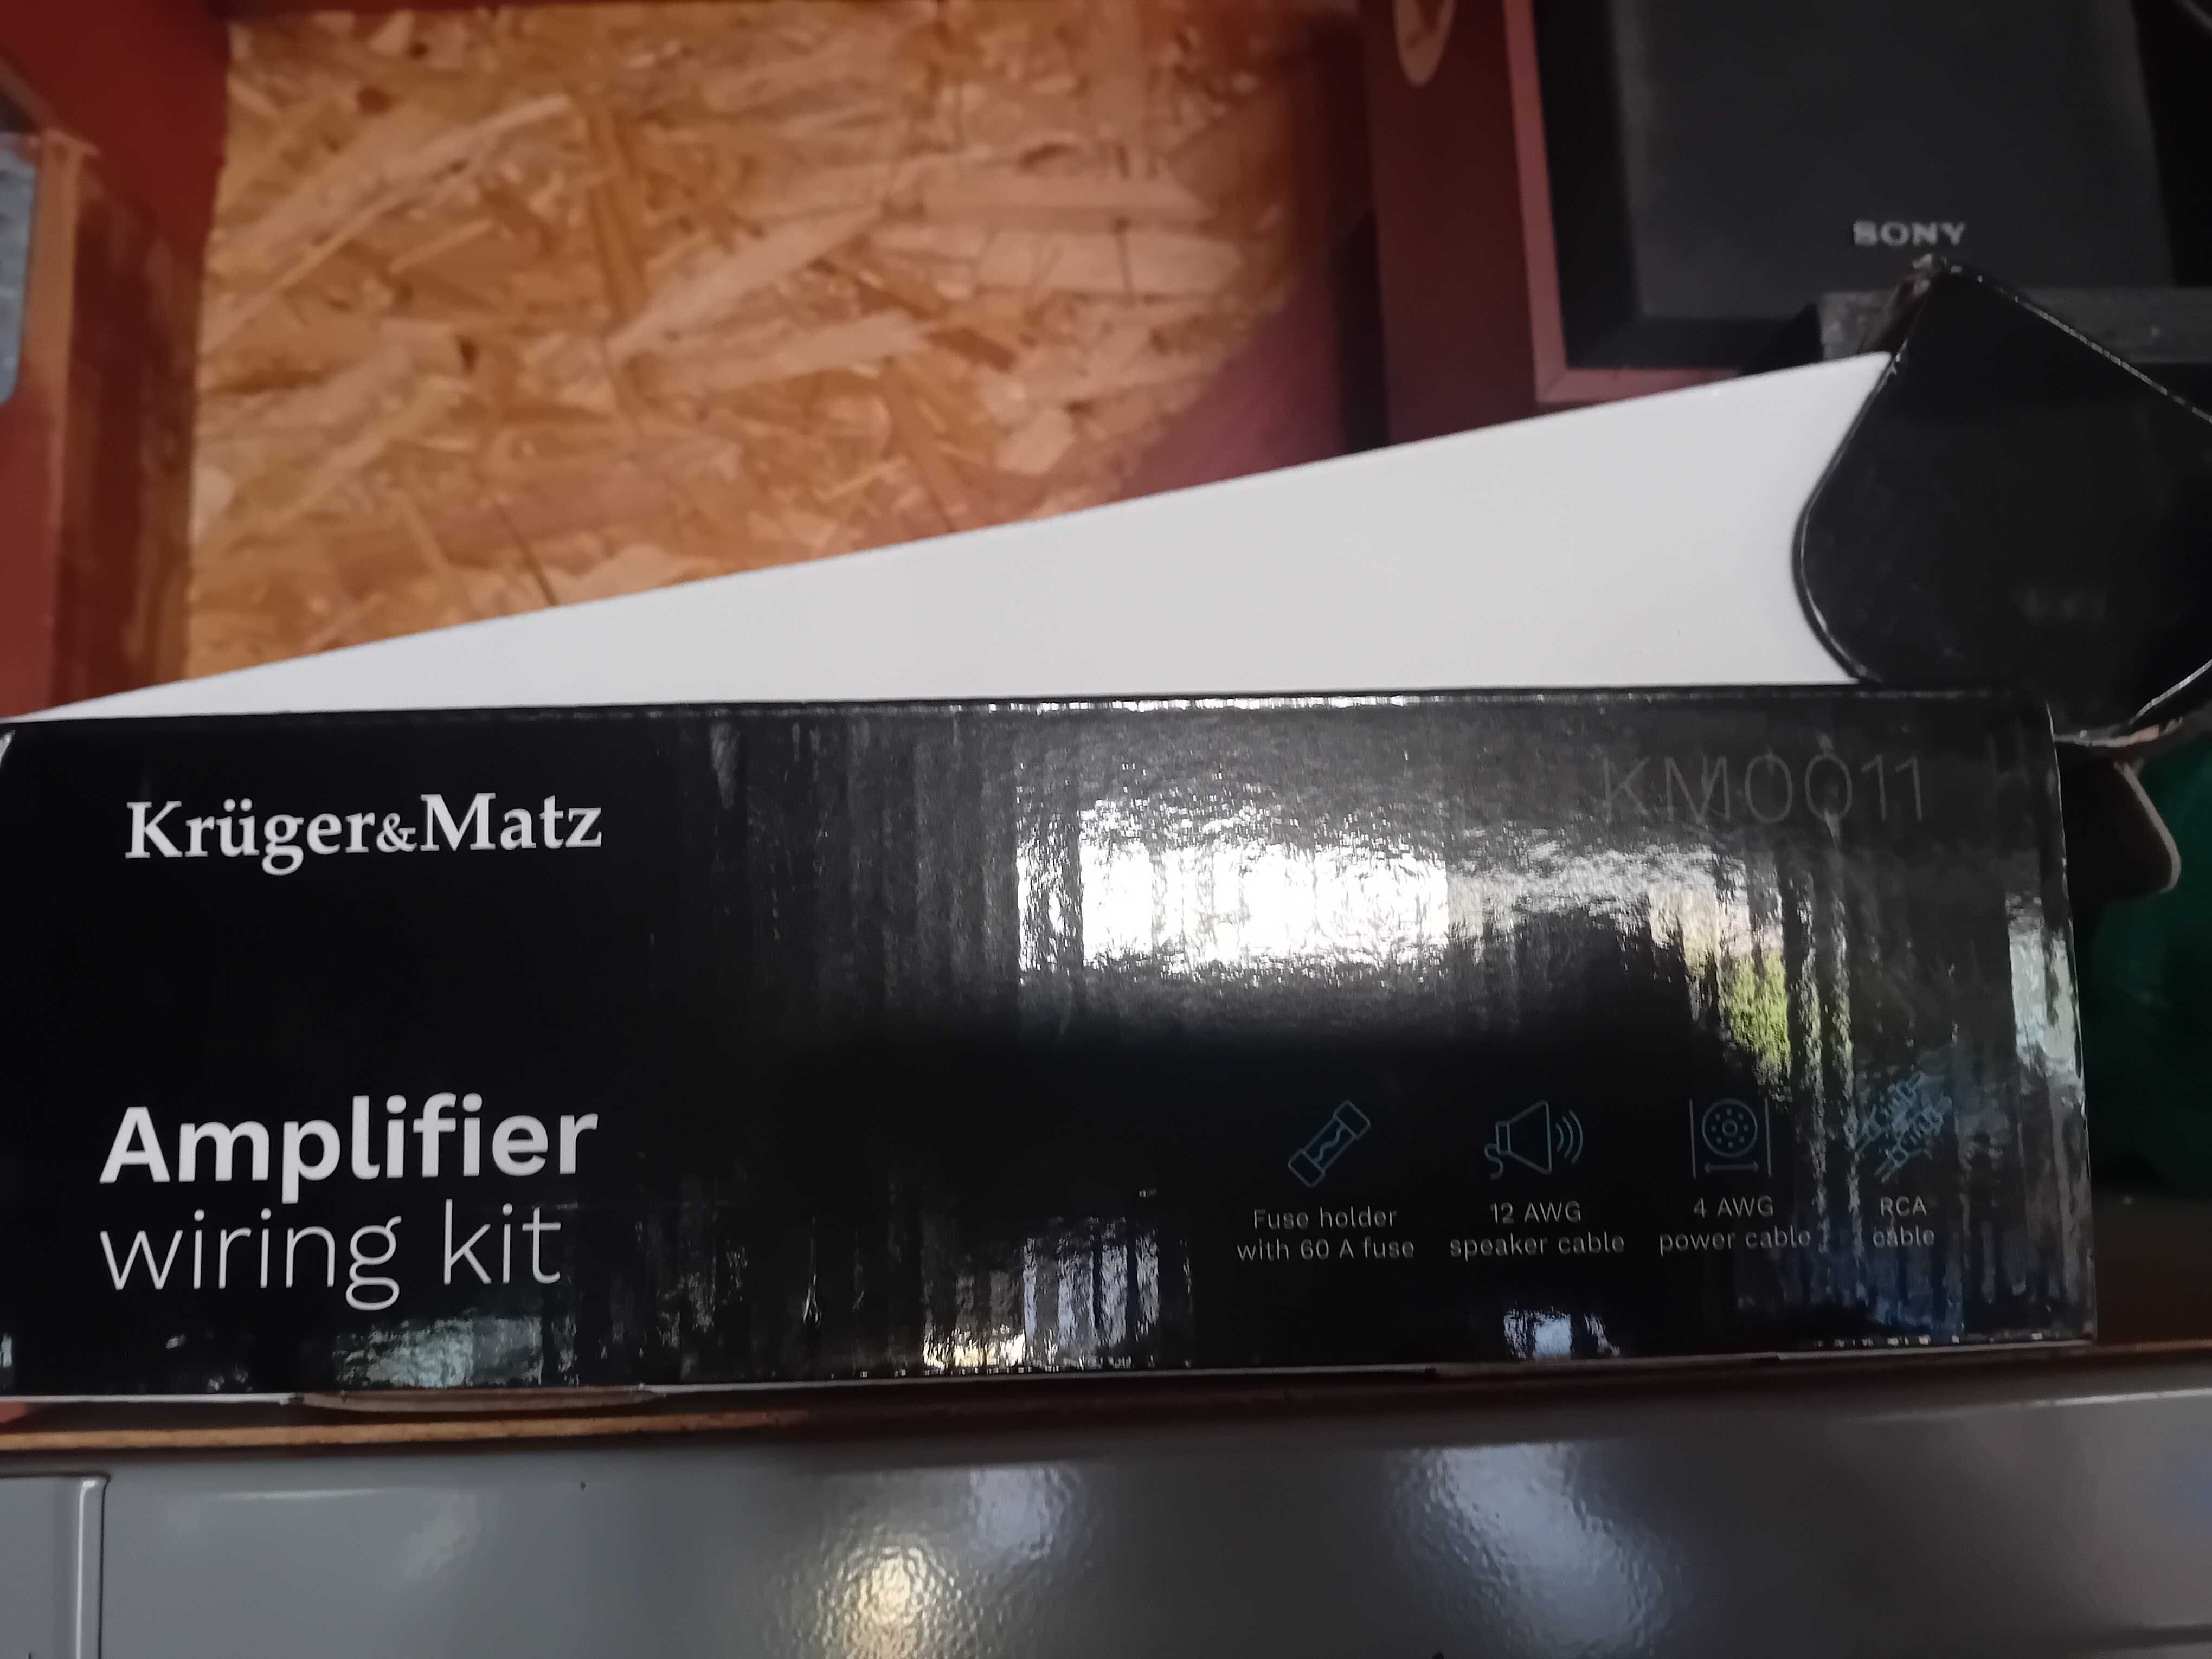 SONY
Krüger&Matz
KM0011
Amplifier
wiring kit
Fuse holder
with 60 A fuse
12 AWG
speaker cable
4 AWG
power cable
RCA
cable